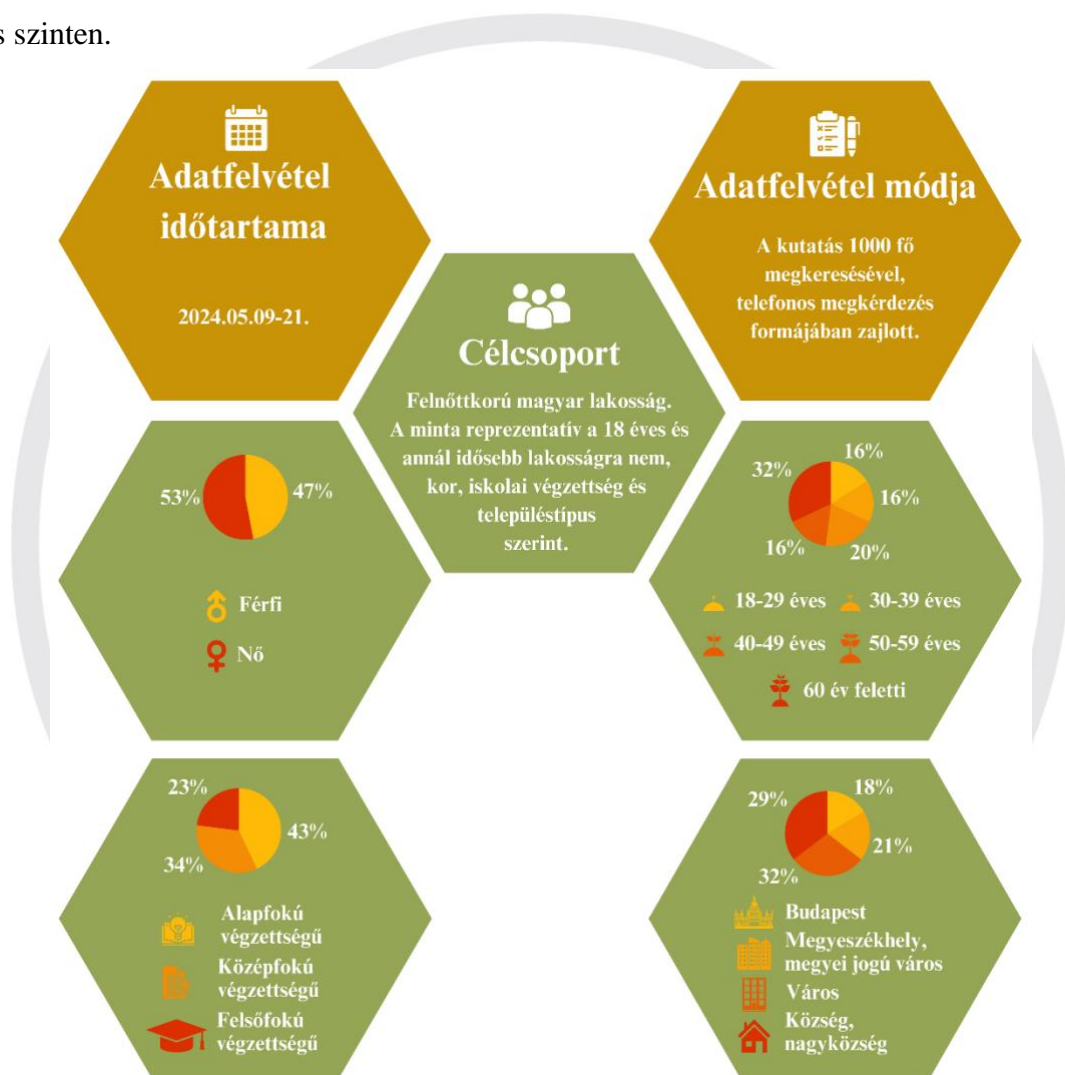 s szinten.
Adatfelvétel
időtartama
2024.05.09-21.
Adatfelvétel módja
A kutatás 1000 fő
megkeresésével,
telefonos megkérdezés
formájában zajlott.
Célcsoport
Felnőttkorú magyar lakosság.
A minta reprezentatív a 18 éves és
annál idősebb lakosságra nem,
kor, iskolai végzettség és
településtípus
szerint.
53%
47%
Férfi
Nő
32%
16%
16%
16%
20%
18-29 éves
30-39 éves
40-49 éves
50-59 éves
60 év feletti
23%
43%
34%
Alapfokú
végzettségű
Középfokú
végzettségű
Felsőfokú
végzettségű
29%
18%
21%
32%
Budapest
Megyeszékhely,
megyei jogú város
Város
Község,
nagyközség